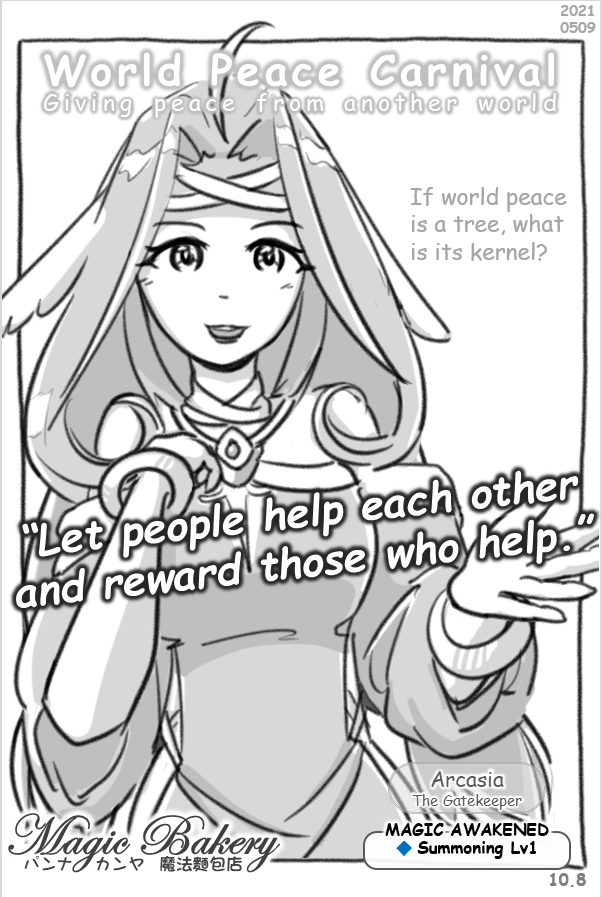 2021
0509
World Peace Carnival
Giving peace from another world
If world peace
is a tree, what
is its kernel?
“Let people help each other
and reward those who help.”
Arcasia
The Gatekeeper
MAGIC AWAKENED
Summoning Lv1
Magic Bakery
パンナ カンヤ 魔法麵包店
10.8